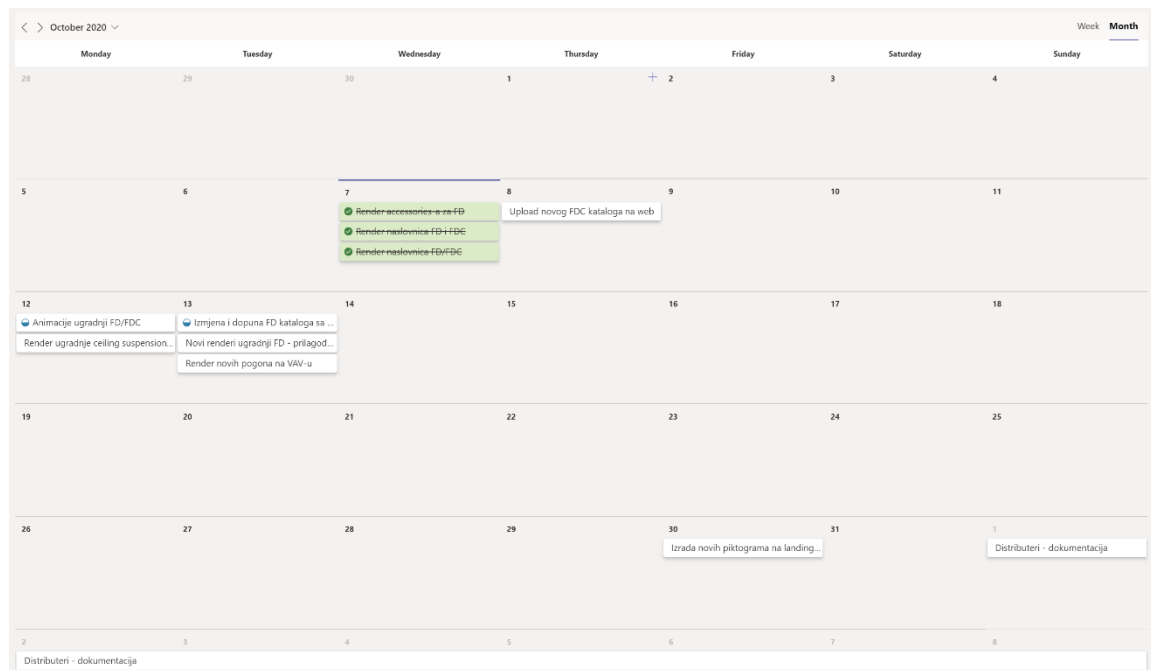 October 2020
Week Month
Monday Tuesday Wednesday Thursday Friday Saturday Sunday
28 29 30 1 2 3 4
5 6 7 8 9 10 11
Render accessories-a za FD Upload novog FDC kataloga na web
Render naslovnica FD i FDC
Render naslovnica FD/FDC
12 13 14 15 16 17 18
Animacije ugradnji FD/FDC Izmjena i dopuna FD kataloga sa ...
Render ugradnje ceiling suspension... Novi renderi ugradnji FD - prilagod...
Render novih pogona na VAV-u
19 20 21 22 23 24 25
26 27 28 29 30 31 1
Izrada novih piktograma na landing... Distributeri - dokumentacija
2 3 4 5 6 7 8
Distributeri - dokumentacija